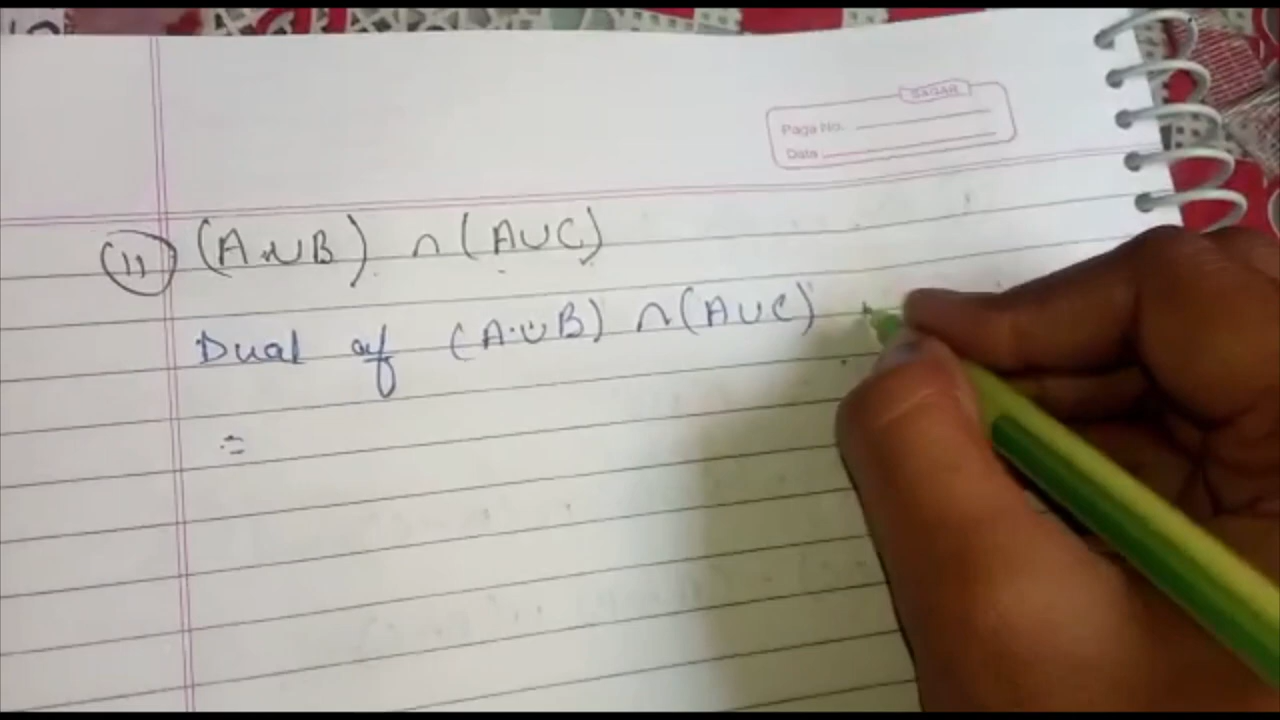 SAGAR
Page No.
Date
(11) (A∪B) ∩ (A∪C)
Dual of (A∪B) ∩ (A∪C)
=